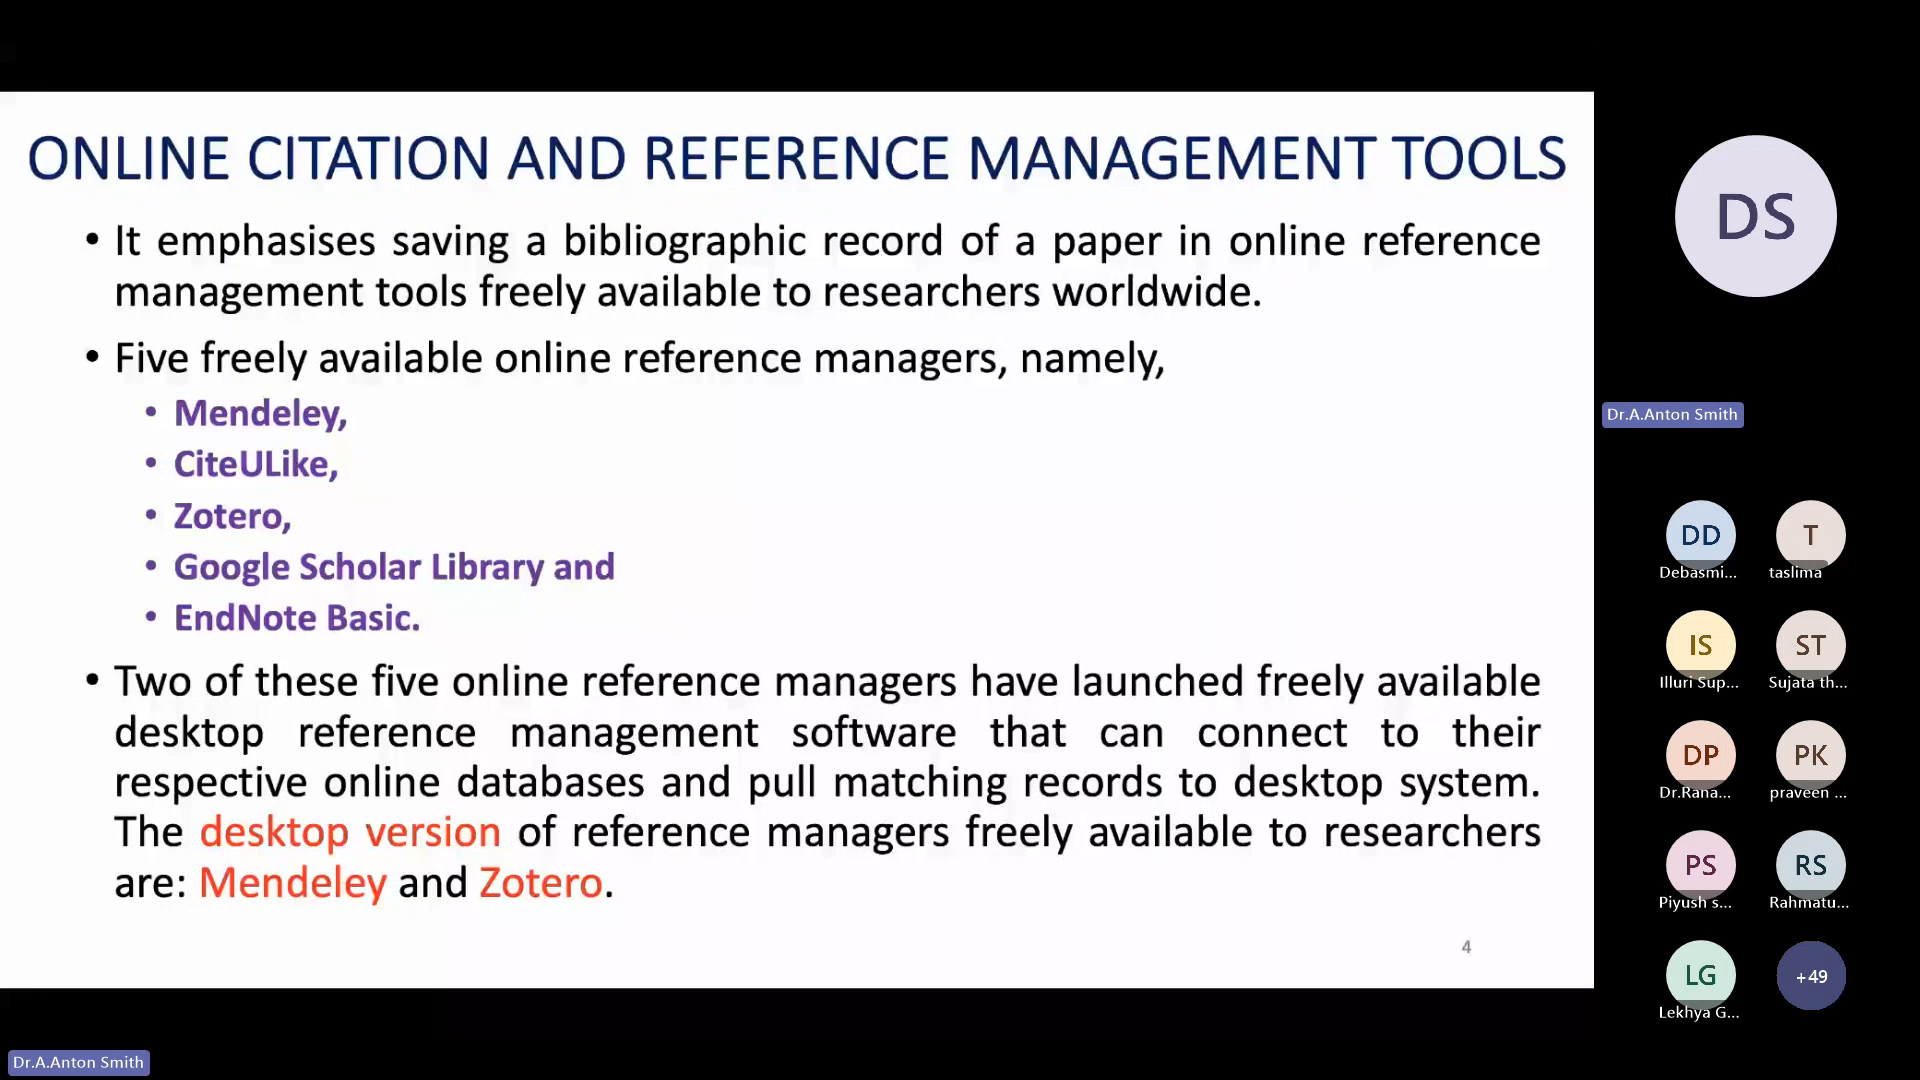 ONLINE CITATION AND REFERENCE MANAGEMENT TOOLS
• It emphasises saving a bibliographic record of a paper in online reference
management tools freely available to researchers worldwide.
• Five freely available online reference managers, namely,
• Mendeley,
• CiteULike,
• Zotero,
• Google Scholar Library and
• EndNote Basic.
• Two of these five online reference managers have launched freely available
desktop reference management software that can connect to their
respective online databases and pull matching records to desktop system.
The desktop version of reference managers freely available to researchers
are: Mendeley and Zotero.
4
DS
Dr.A.Anton Smith
DD
T
Debasmi...
taslima
IS
ST
Illuri Sup...
Sujata th...
DP
PK
Dr.Rana...
praveen ...
PS
RS
Piyush s...
Rahmatu...
LG
+49
Lekhya G...
Dr.A.Anton Smith